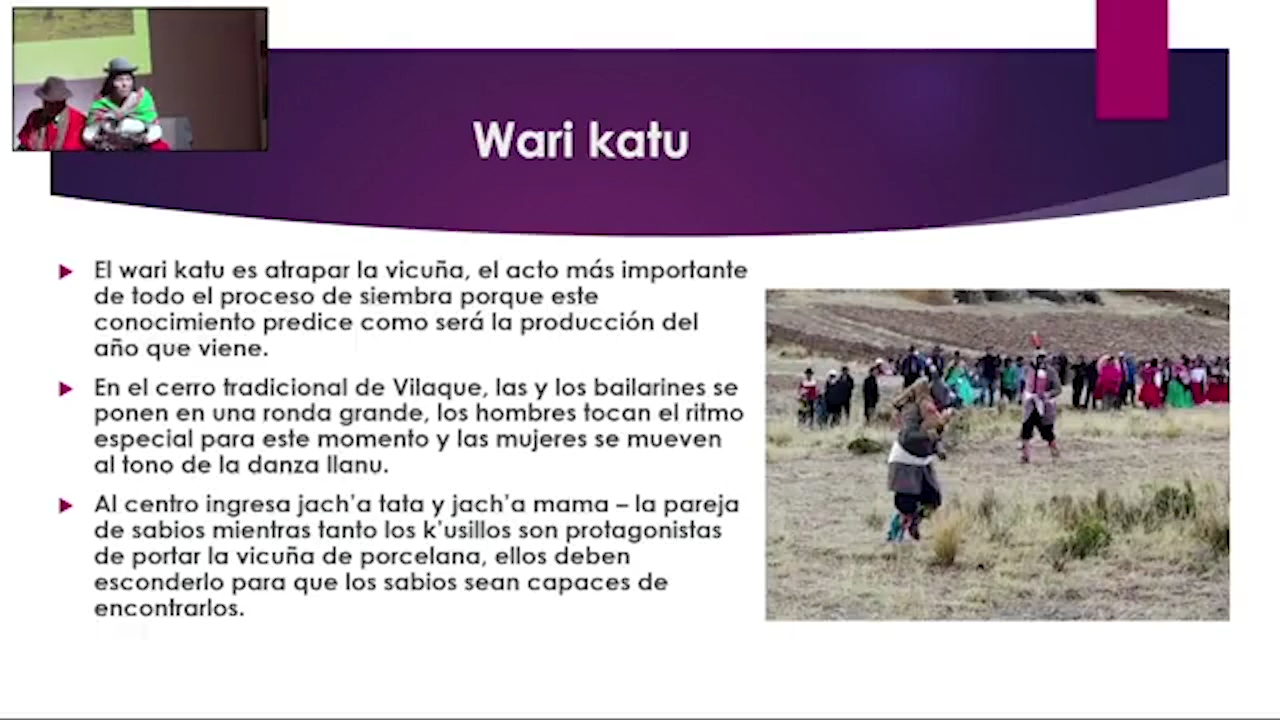 Wari katu
El wari katu es atrapar la vicuña, el acto más importante
de todo el proceso de siembra porque este
conocimiento predice como será la producción del
año que viene.
En el cerro tradicional de Vilaque, las y los bailarines se
ponen en una ronda grande, los hombres tocan el ritmo
especial para este momento y las mujeres se mueven
al tono de la danza llanu.
Al centro ingresa jach'a tata y jach'a mama – la pareja
de sabios mientras tanto los k'usillos son protagonistas
de portar la vicuña de porcelana, ellos deben
esconderlo para que los sabios sean capaces de
encontrarlos.